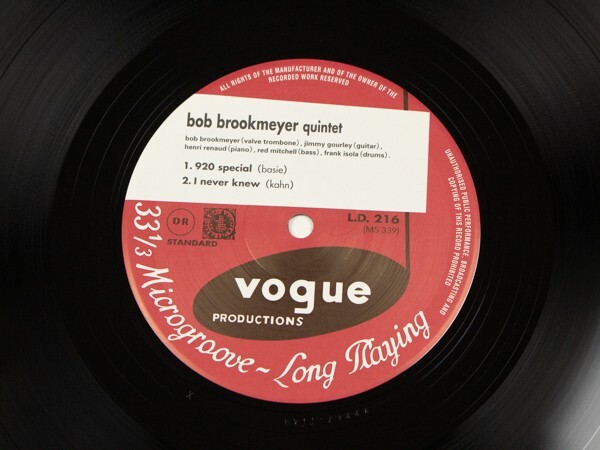 ALL RIGHTS OF THE MANUFACTURER AND OF THE OWNER OF THE
RECORDED WORK RESERVED
bob brookmeyer quintet
bob brookmeyer(valve trombone), jimmy gourley(guitar),
henri renaud(piano), red mitchell(bass), frank isola(drums).
1. 920 special (basie)
2. I never knew (kahn)
UNAUTHORISED PUBLIC PERFORMANCE, BROADCASTING AND
COPYING OF THIS RECORD PROHIBITED
DR
STANDARD
L.D. 216
(MS 339)
vogue
PRODUCTIONS
33 1/3 Microgroove - Long Playing